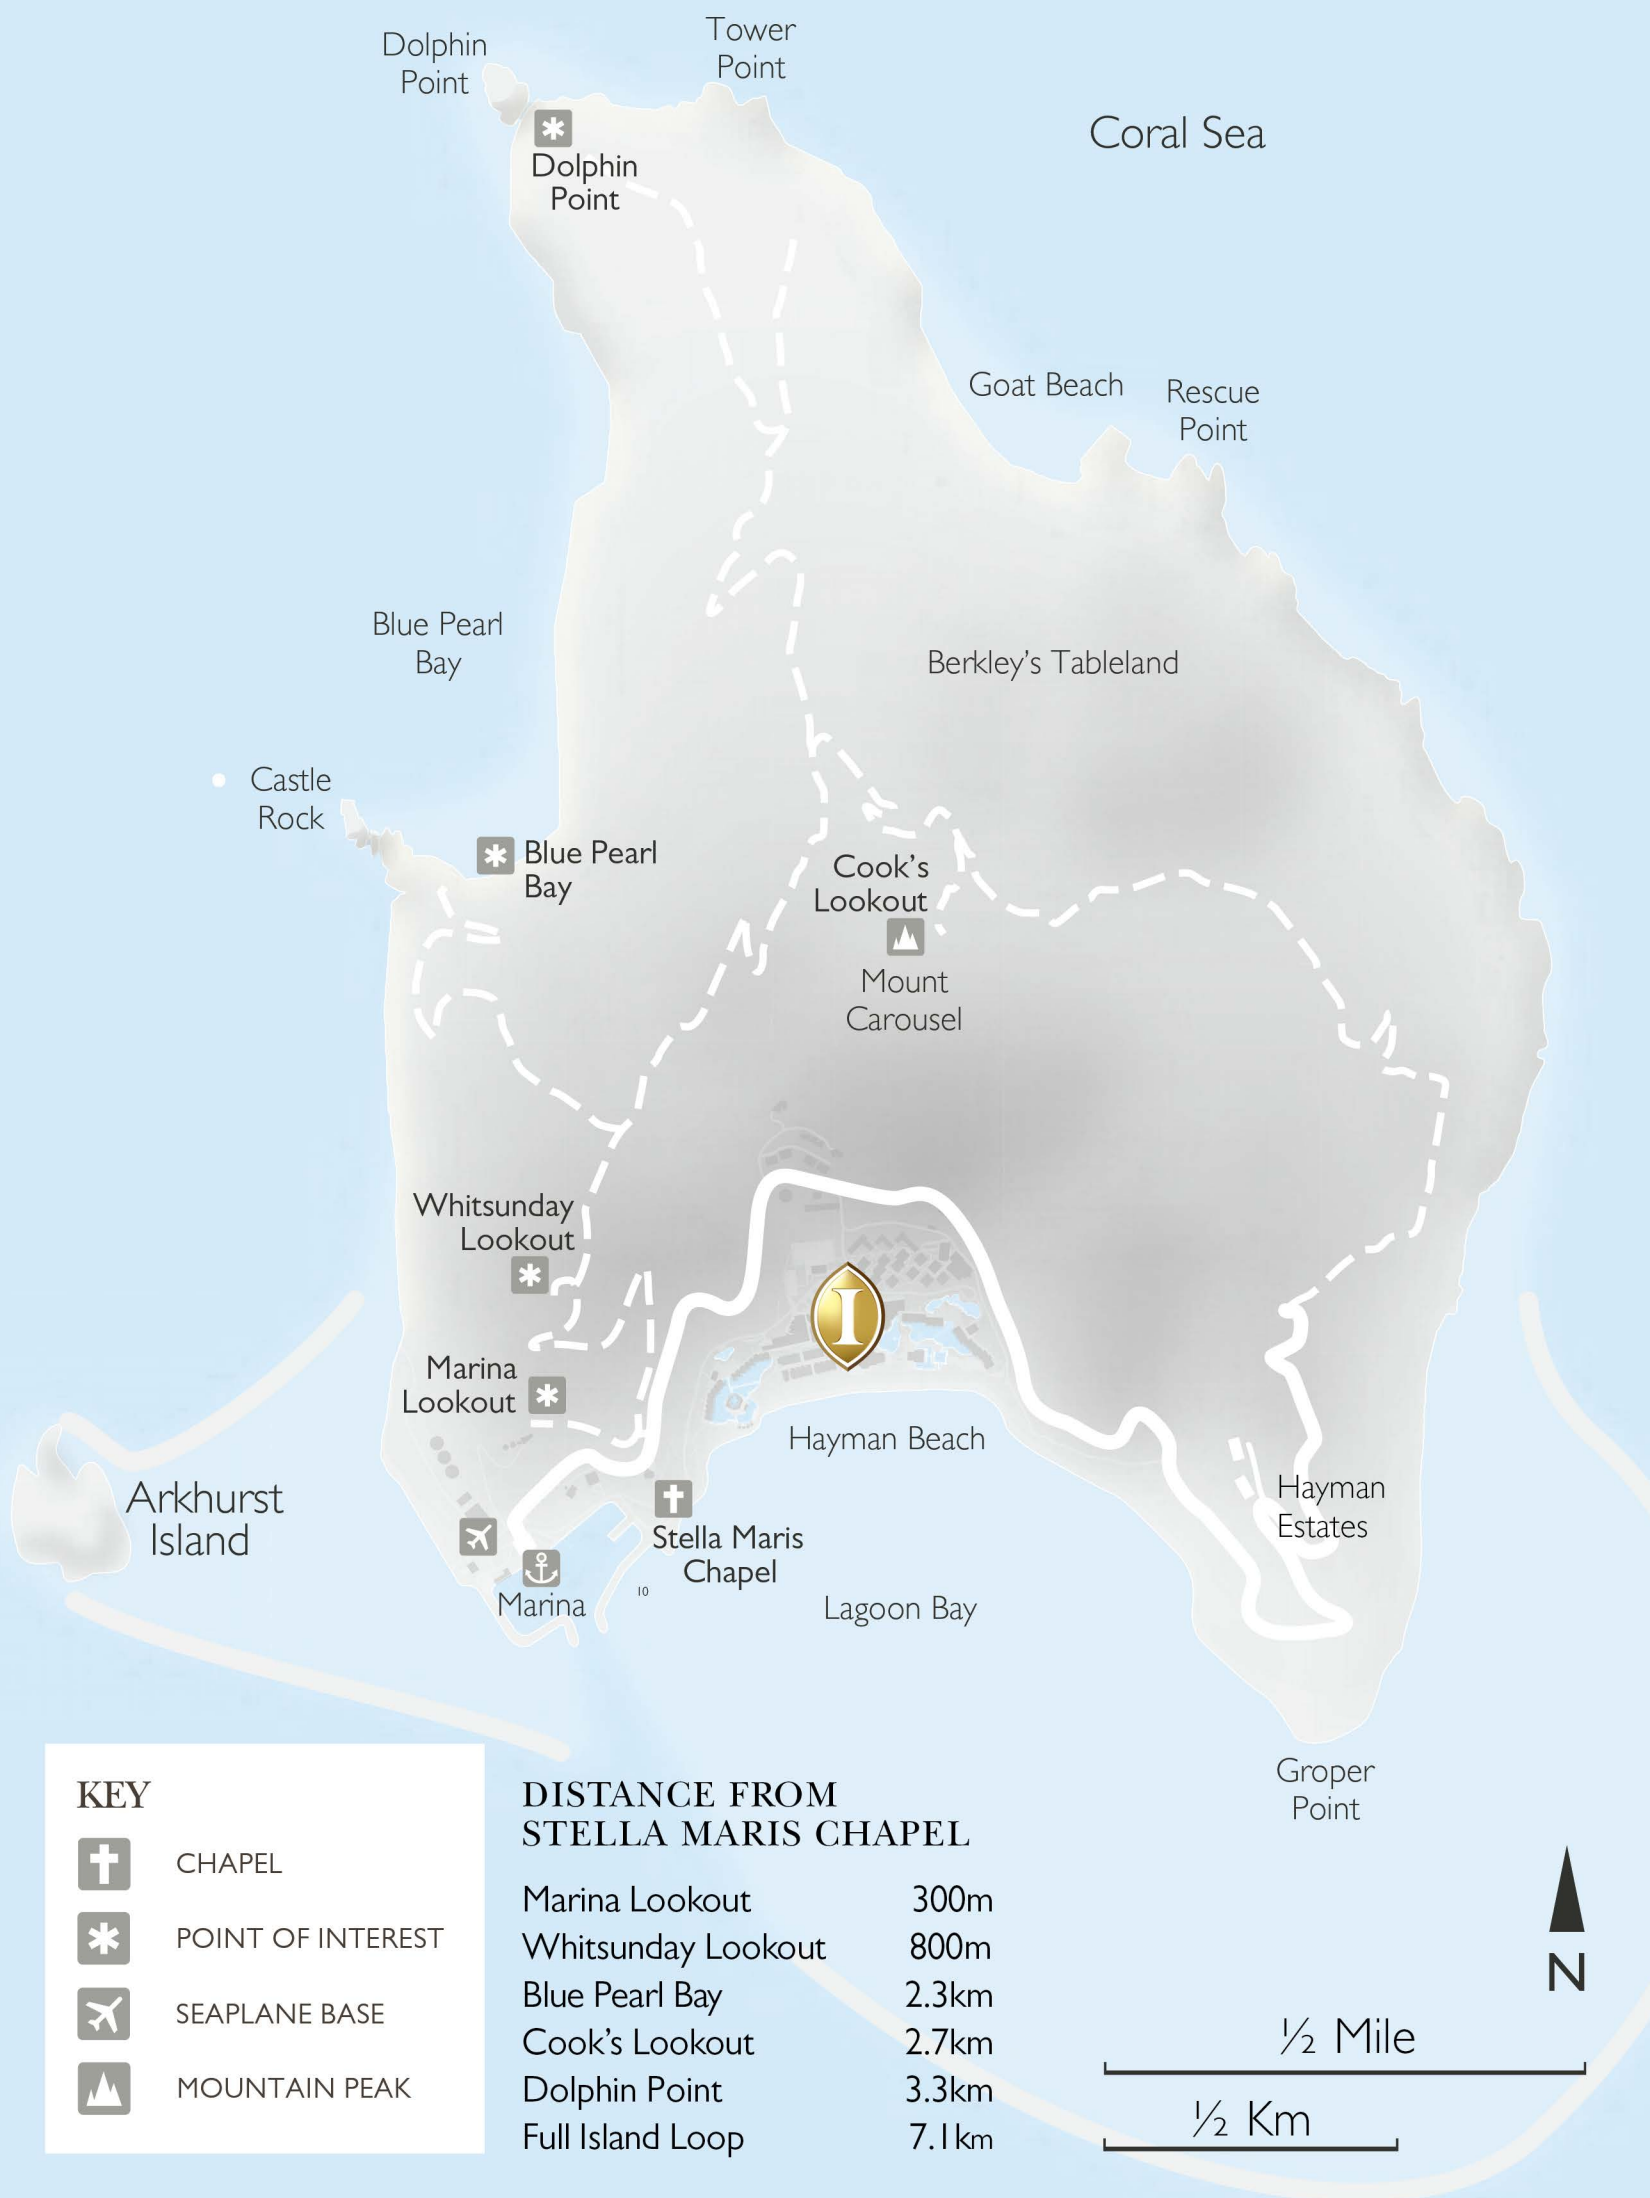 Dolphin
Point
Tower
Point
Coral Sea
Dolphin
Point
Goat Beach
Rescue
Point
Blue Pearl
Bay
Berkley's Tableland
Castle
Rock
Blue Pearl
Bay
Cook's
Lookout
Mount
Carousel
Whitsunday
Lookout
I
Marina
Lookout
Hayman Beach
Arkhurst
Island
Hayman
Estates
Stella Maris
Chapel
10
Marina
Lagoon Bay
Groper
Point
KEY
CHAPEL
POINT OF INTEREST
SEAPLANE BASE
MOUNTAIN PEAK
DISTANCE FROM
STELLA MARIS CHAPEL
Marina Lookout 300m
Whitsunday Lookout 800m
Blue Pearl Bay 2.3km
Cook's Lookout 2.7km
Dolphin Point 3.3km
Full Island Loop 7.1km
N
½ Mile
½ Km